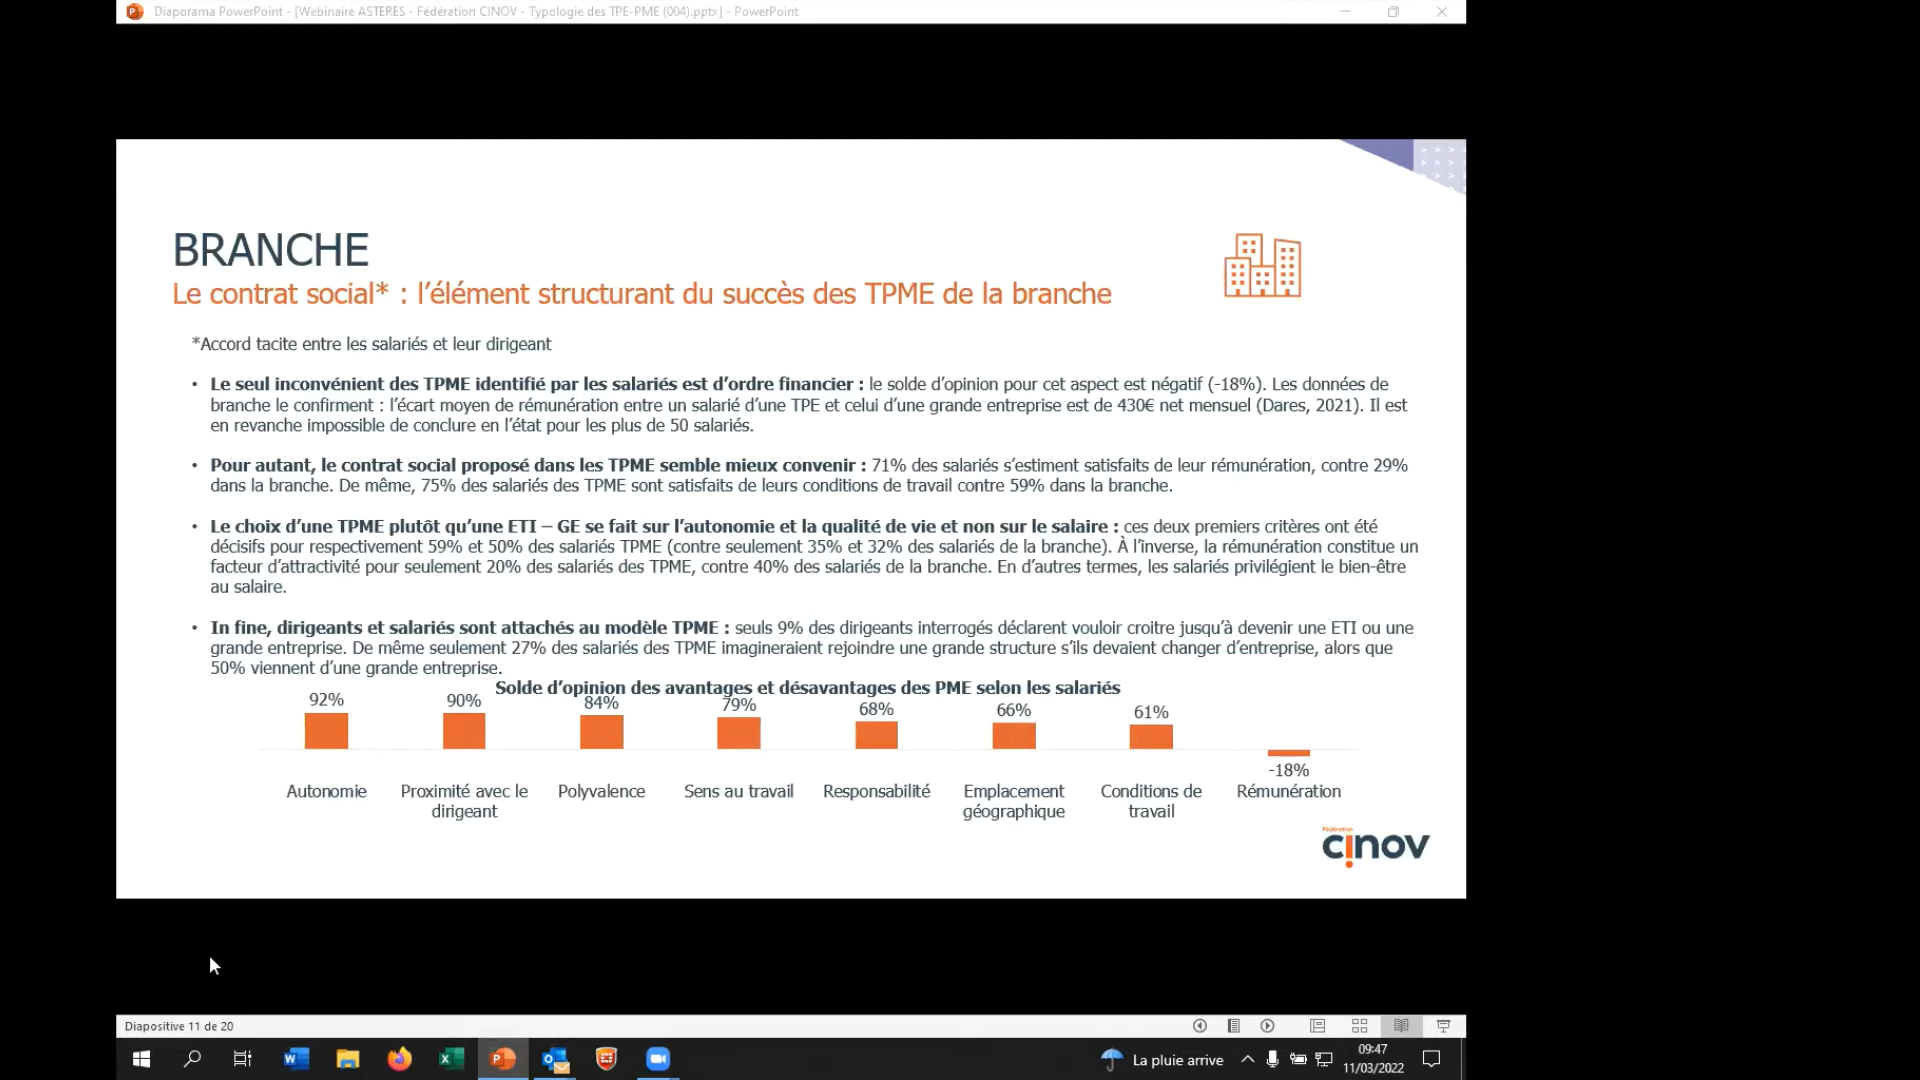 Diaporama PowerPoint - [Webinaire ASTERES - Fédération CINOV - Typologie des TPE-PME (004).pptx] - PowerPoint
BRANCHE
Le contrat social* : l’élément structurant du succès des TPME de la branche
*Accord tacite entre les salariés et leur dirigeant
• Le seul inconvénient des TPME identifié par les salariés est d’ordre financier : le solde d’opinion pour cet aspect est négatif (-18%). Les données de
branche le confirment : l’écart moyen de rémunération entre un salarié d’une TPE et celui d’une grande entreprise est de 430€ net mensuel (Dares, 2021). Il est
en revanche impossible de conclure en l’état pour les plus de 50 salariés.
• Pour autant, le contrat social proposé dans les TPME semble mieux convenir : 71% des salariés s’estiment satisfaits de leur rémunération, contre 29%
dans la branche. De même, 75% des salariés des TPME sont satisfaits de leurs conditions de travail contre 59% dans la branche.
• Le choix d’une TPME plutôt qu’une ETI – GE se fait sur l’autonomie et la qualité de vie et non sur le salaire : ces deux premiers critères ont été
décisifs pour respectivement 59% et 50% des salariés TPME (contre seulement 35% et 32% des salariés de la branche). À l’inverse, la rémunération constitue un
facteur d’attractivité pour seulement 20% des salariés des TPME, contre 40% des salariés de la branche. En d’autres termes, les salariés privilégient le bien-être
au salaire.
• In fine, dirigeants et salariés sont attachés au modèle TPME : seuls 9% des dirigeants interrogés déclarent vouloir croitre jusqu’à devenir une ETI ou une
grande entreprise. De même seulement 27% des salariés des TPME imagineraient rejoindre une grande structure s’ils devaient changer d’entreprise, alors que
50% viennent d’une grande entreprise.
Solde d’opinion des avantages et désavantages des PME selon les salariés
92% 90% 84% 79% 68% 66% 61%
-18%
Autonomie Proximité avec le Polyvalence Sens au travail Responsabilité Emplacement Conditions de Rémunération
dirigeant géographique travail
Fédération
cinov
Diapositive 11 de 20
La pluie arrive
09:47
11/03/2022